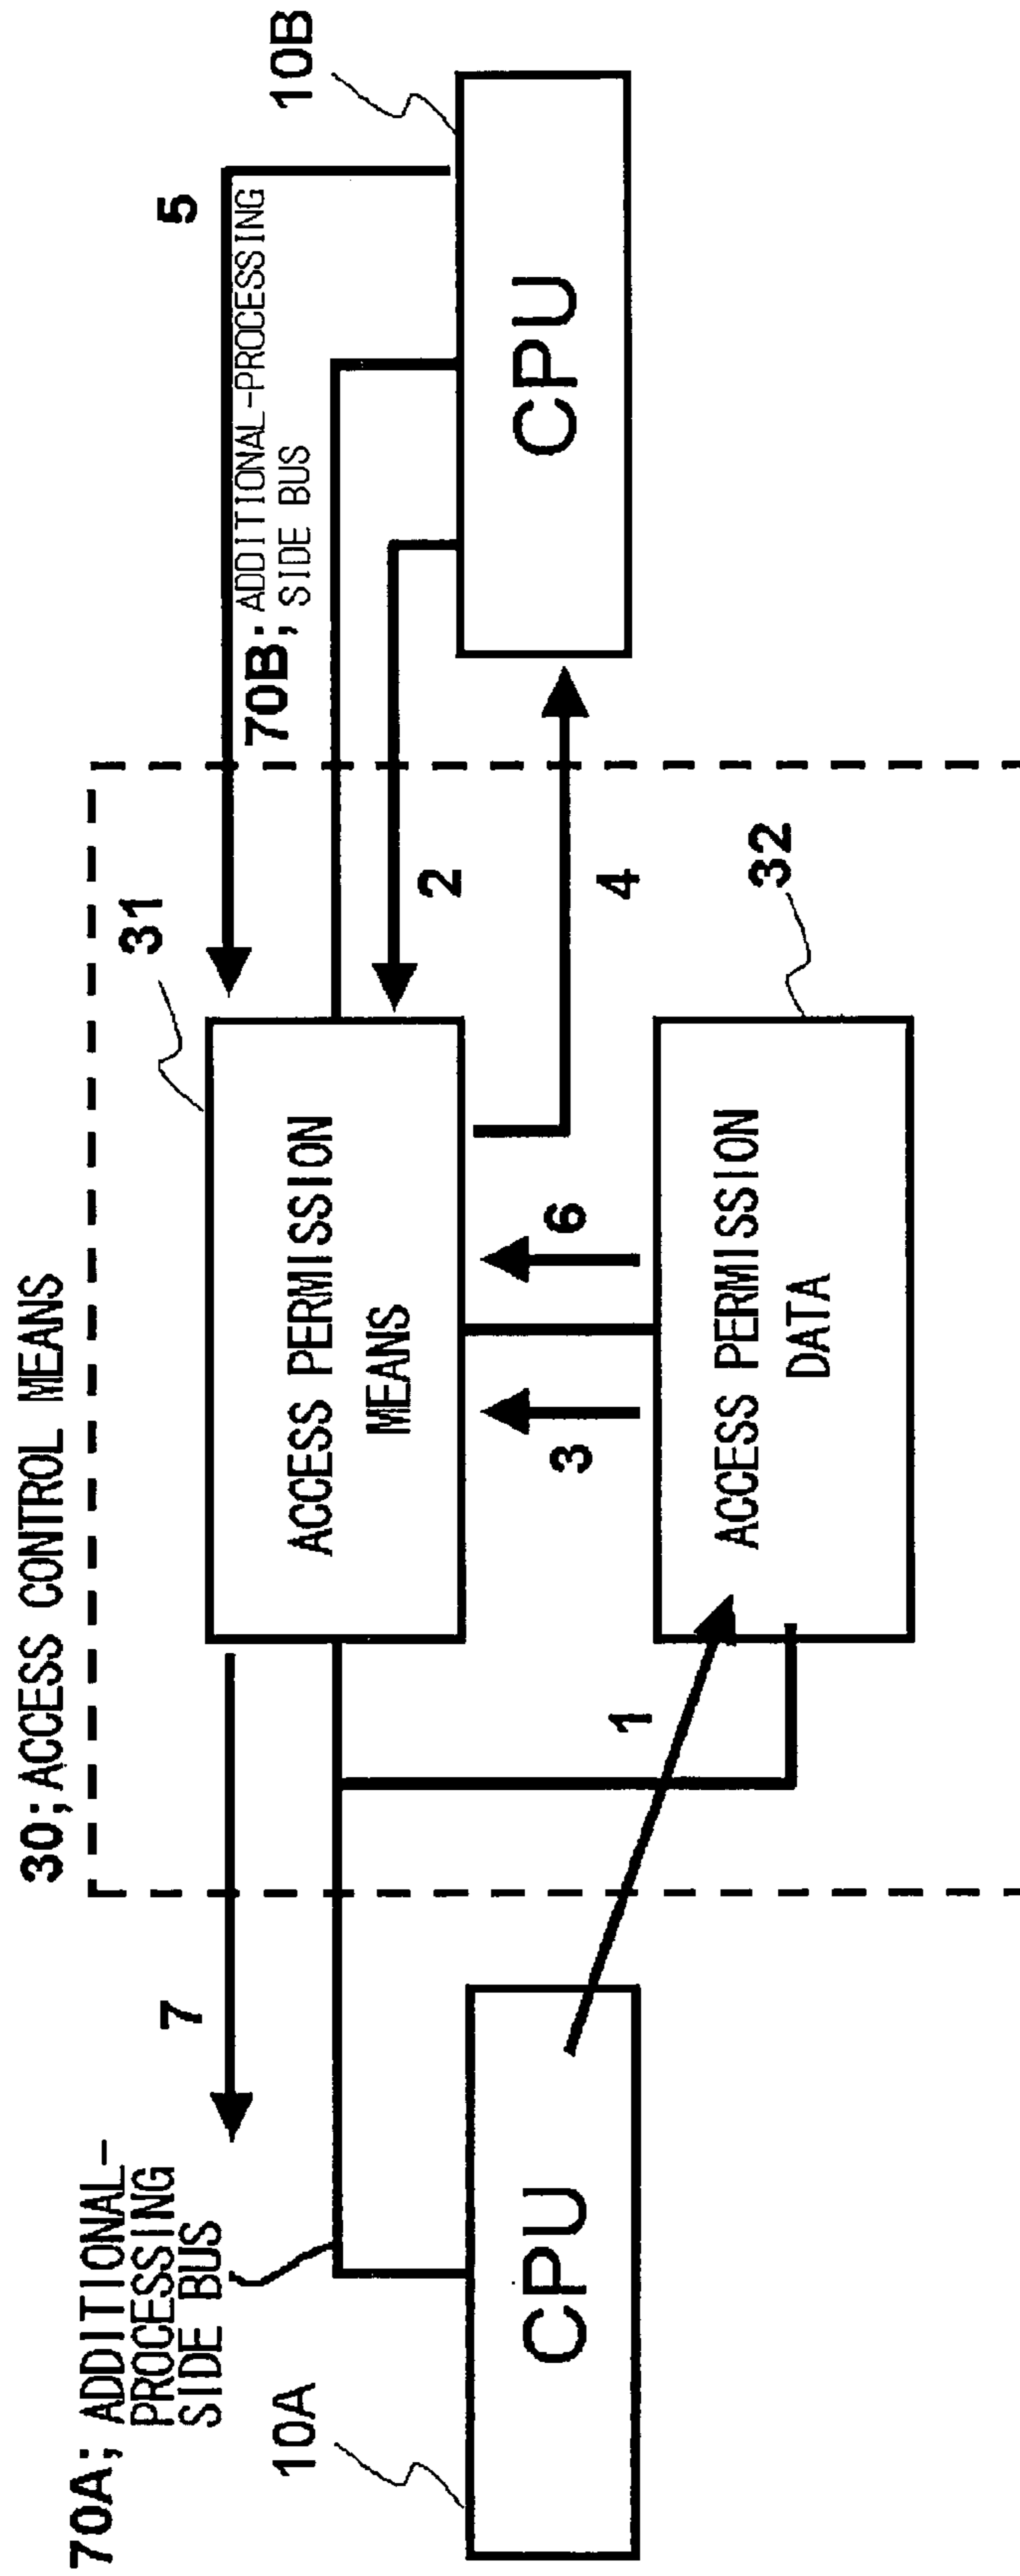 30; ACCESS CONTROL MEANS
70A; ADDITIONAL-
PROCESSING
SIDE BUS
7
31
5
70B; ADDITIONAL-PROCESSING
SIDE BUS
10B
10A
ACCESS PERMISSION
MEANS
2
CPU
CPU
1
3
6
4
ACCESS PERMISSION
DATA
32